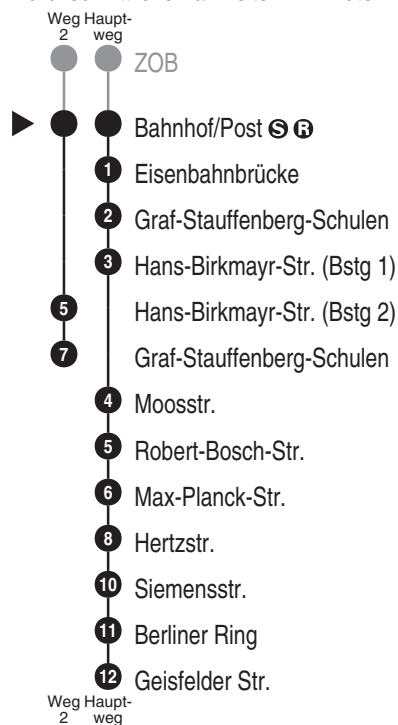 Weg Haupt-
2 weg
ZOB
Bahnhof/Post S R
1 Eisenbahnbrücke
2 Graf-Stauffenberg-Schulen
3 Hans-Birkmayr-Str. (Bstg 1)
5 Hans-Birkmayr-Str. (Bstg 2)
7 Graf-Stauffenberg-Schulen
4 Moosstr.
5 Robert-Bosch-Str.
6 Max-Planck-Str.
8 Hertzstr.
10 Siemensstr.
11 Berliner Ring
12 Geisfelder Str.
Weg Haupt-
2 weg